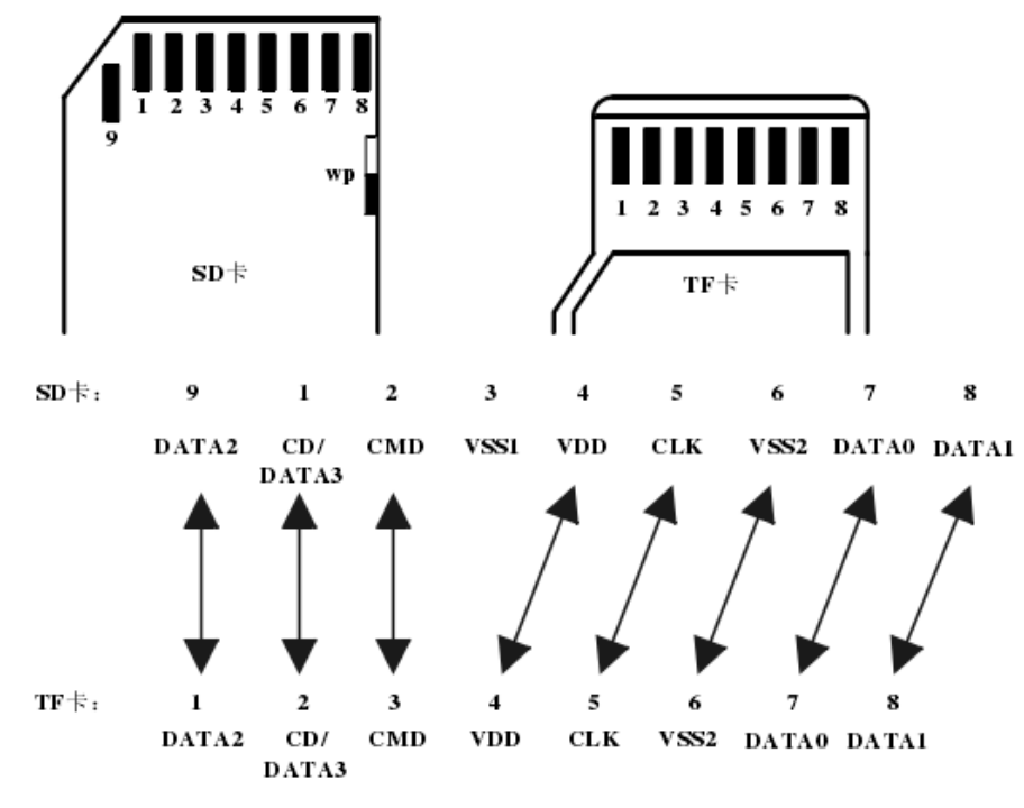 1 2 3 4 5 6 7 8
9
wp
SD卡
1 2 3 4 5 6 7 8
TF卡
SD卡: 9 1 2 3 4 5 6 7 8
DATA2 CD/ CMD VSS1 VDD CLK VSS2 DATA0 DATA1
DATA3
TF卡: 1 2 3 4 5 6 7 8
DATA2 CD/ CMD VDD CLK VSS2 DATA0 DATA1
DATA3